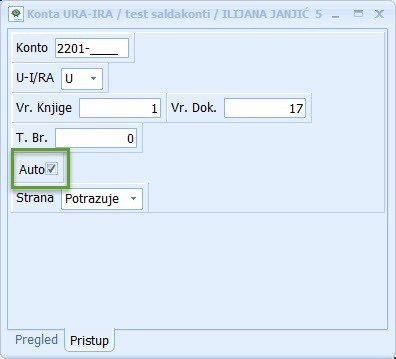 Konta URA-IRA / test saldakonti / ILIJANA JANJIĆ 5
Konto 2201-____
U-I/RA U
Vr. Knjige 1 Vr. Dok. 17
T. Br. 0
Auto
Strana Potrazuje
Pregled Pristup